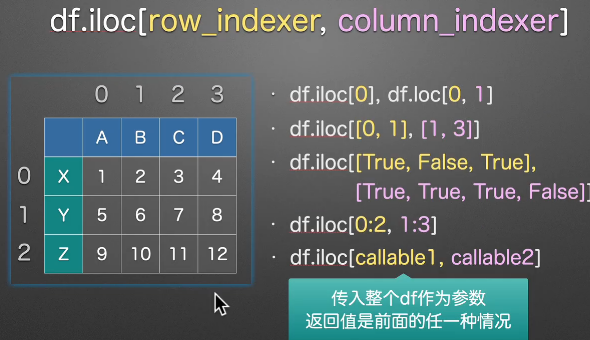 df.iloc[row_indexer, column_indexer]
0 1 2 3
A B C D
0 X 1 2 3 4
1 Y 5 6 7 8
2 Z 9 10 11 12
· df.iloc[0], df.loc[0, 1]
· df.iloc[[0, 1], [1, 3]]
· df.iloc[[True, False, True],
[True, True, True, False]]
· df.iloc[0:2, 1:3]
· df.iloc[callable1, callable2]
传入整个df作为参数
返回值是前面的任一种情况